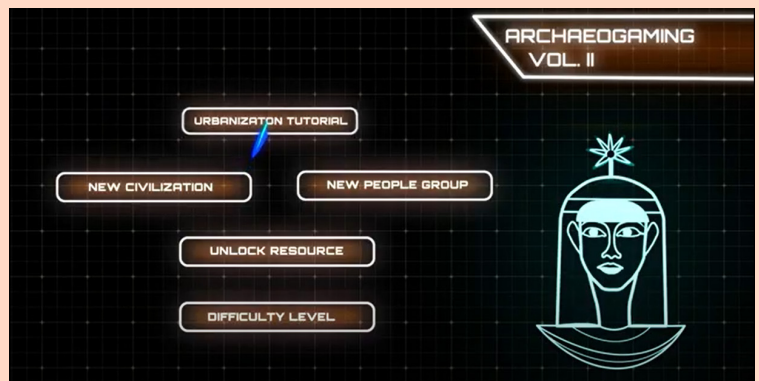 ARCHAEOGAMING
VOL. II
URBANIZATON TUTORIAL
NEW CIVILIZATION
NEW PEOPLE GROUP
UNLOCK RESOURCE
DIFFICULTY LEVEL